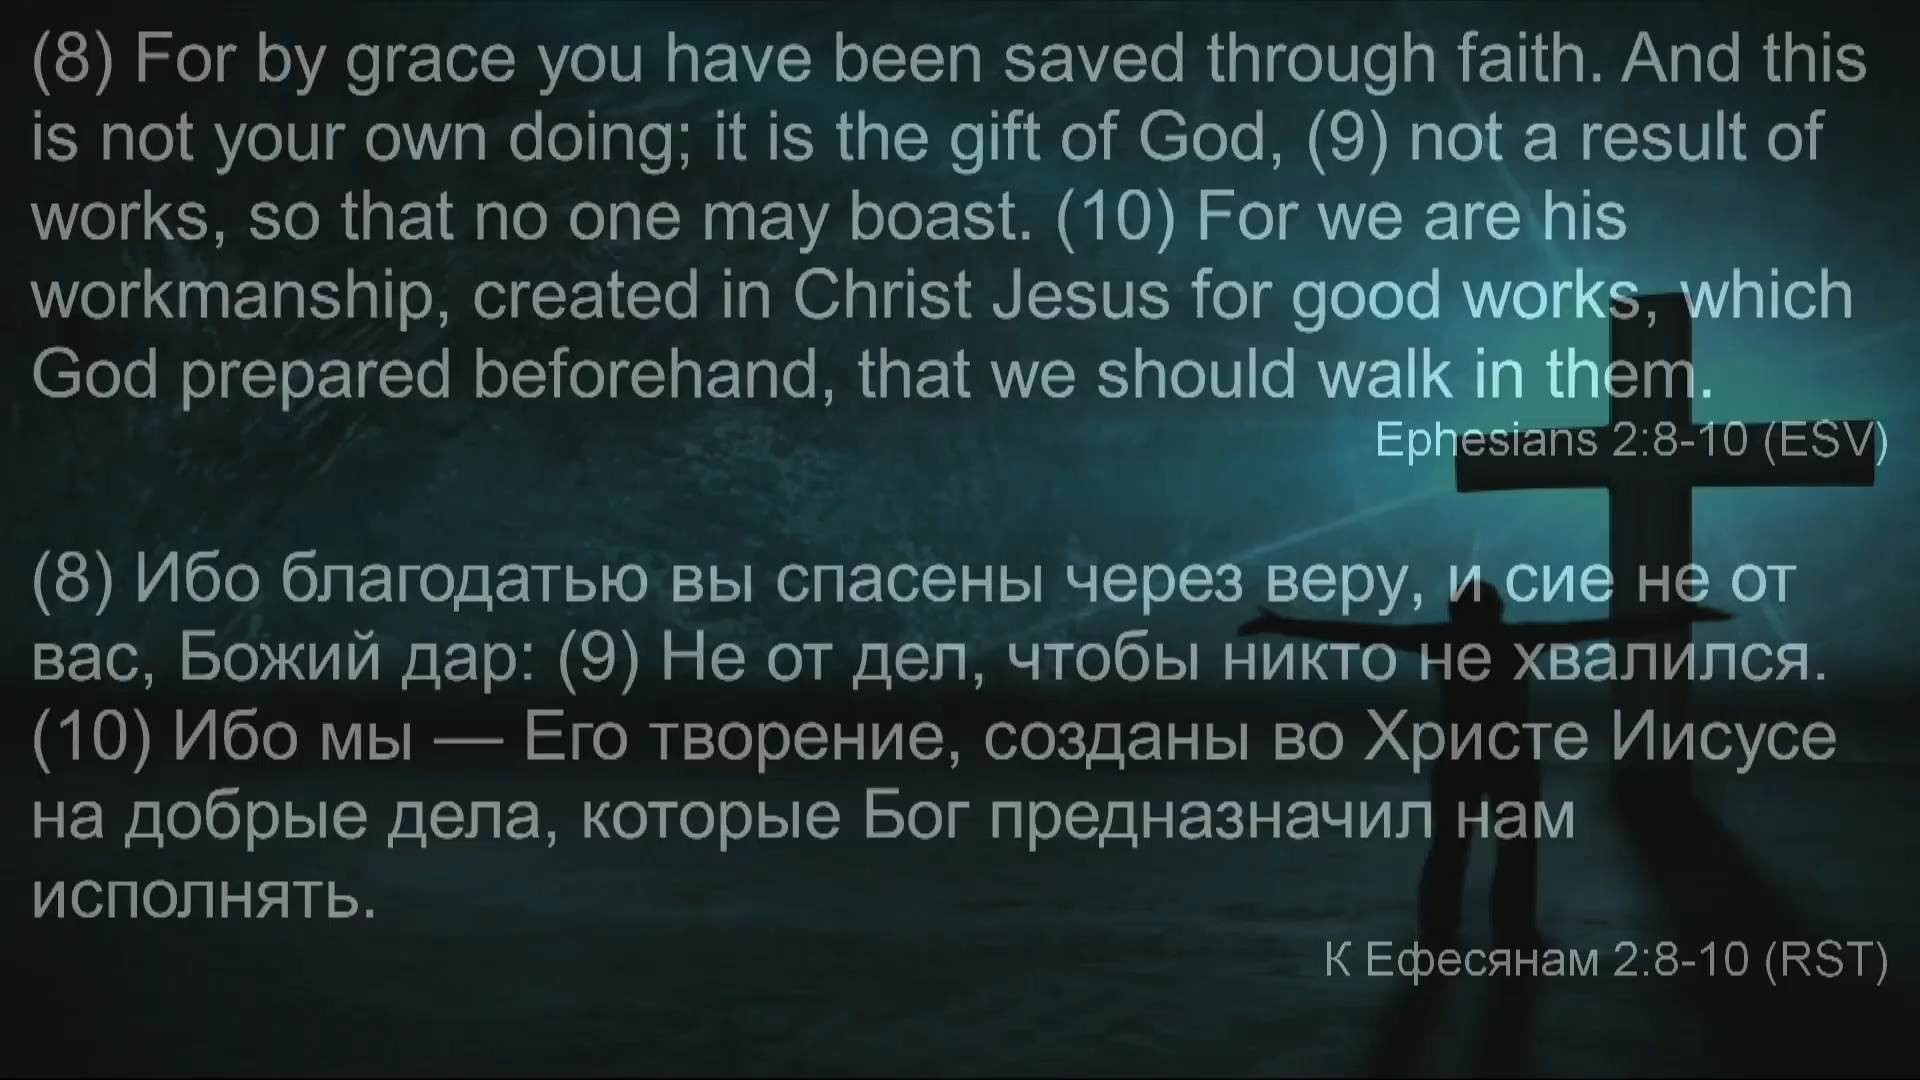 (8) For by grace you have been saved through faith. And this
is not your own doing; it is the gift of God, (9) not a result of
works, so that no one may boast. (10) For we are his
workmanship, created in Christ Jesus for good works, which
God prepared beforehand, that we should walk in them.
Ephesians 2:8-10 (ESV)
(8) Ибо благодатью вы спасены через веру, и сие не от
вас, Божий дар: (9) Не от дел, чтобы никто не хвалился.
(10) Ибо мы — Его творение, созданы во Христе Иисусе
на добрые дела, которые Бог предназначил нам
исполнять.
К Ефесянам 2:8-10 (RST)